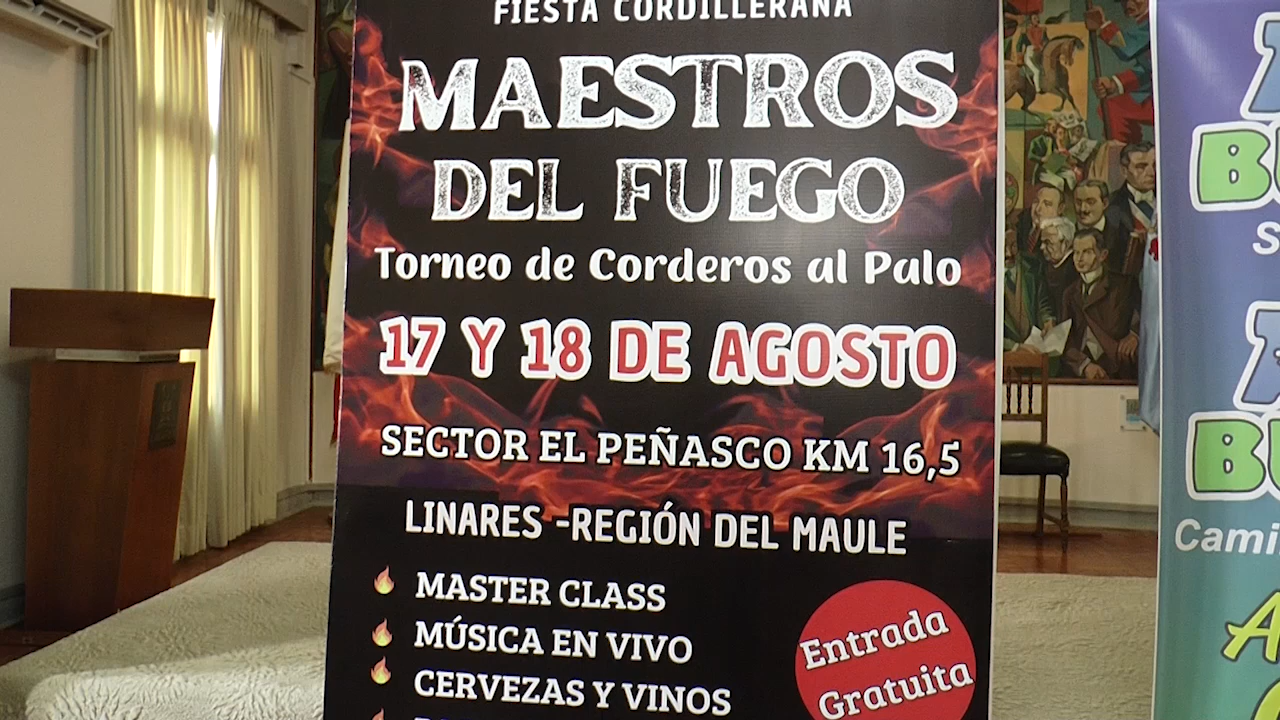 FIESTA CORDILLERANA
MAESTROS
DEL FUEGO
Torneo de Corderos al Palo
17 Y 18 DE AGOSTO
SECTOR EL PEÑASCO KM 16,5
LINARES -REGIÓN DEL MAULE
MASTER CLASS
MÚSICA EN VIVO
CERVEZAS Y VINOS
Entrada
Gratuita